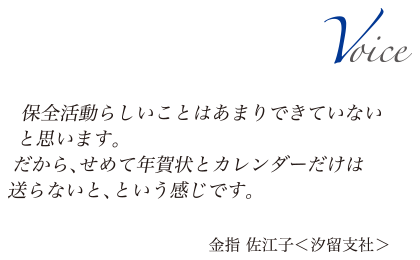 Voice
保全活動らしいことはあまりできていない
と思います。
だから、せめて年賀状とカレンダーだけは
送らないと、という感じです。
金指 佐江子＜汐留支社＞